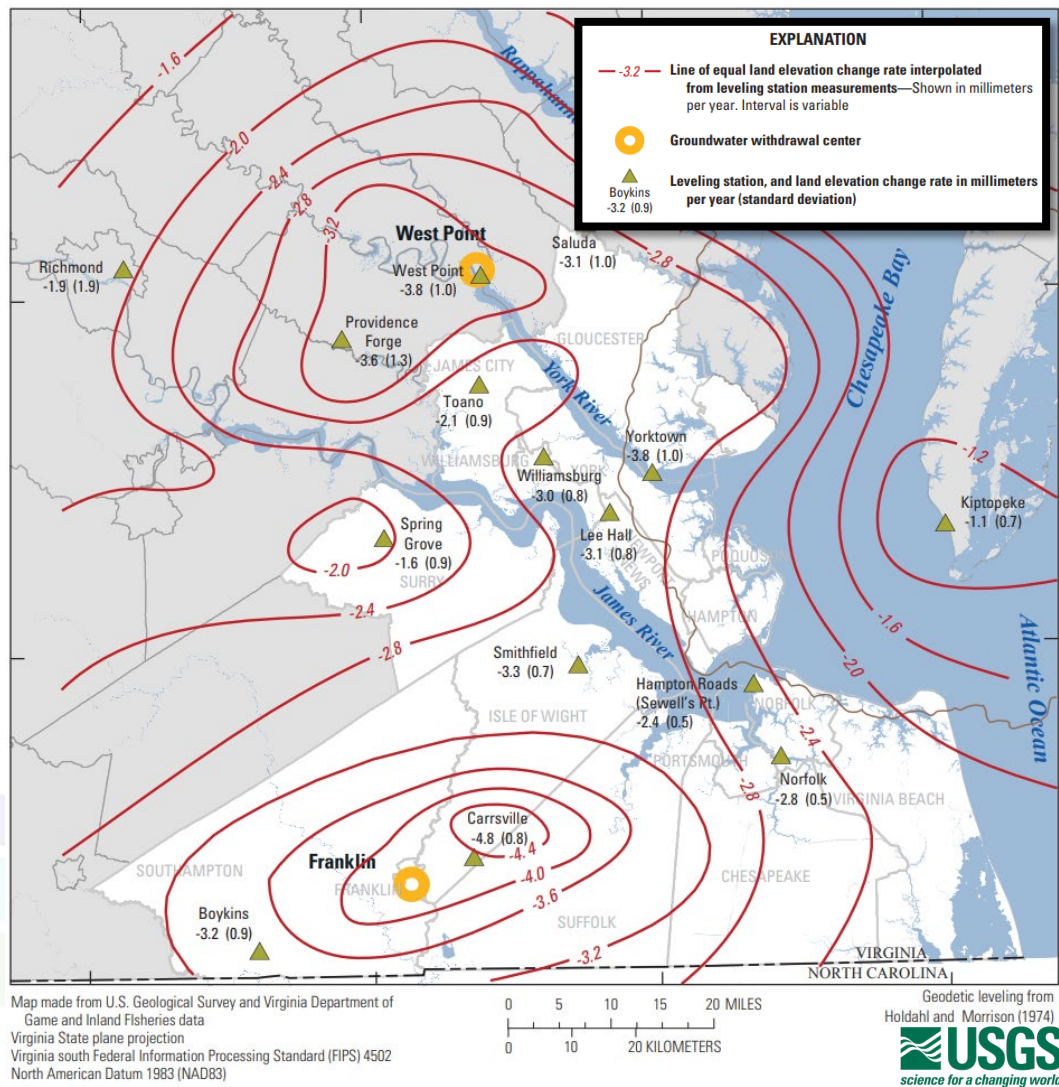 EXPLANATION
-3.2 Line of equal land elevation change rate interpolated
from leveling station measurements—Shown in millimeters
per year. Interval is variable
Groundwater withdrawal center
Boykins
-3.2 (0.9)
Leveling station, and land elevation change rate in millimeters
per year (standard deviation)
-1.6
-2.0
-2.4
-2.8
-3.2
West Point
West Point
-3.8 (1.0)
Saluda
-3.1 (1.0)
-2.8
Richmond
-1.9 (1.9)
Providence
Forge
-3.6 (1.3)
GLOUCESTER
JAMES CITY
Toano
-2.1 (0.9)
York River
Chesapeake Bay
Yorktown
-3.8 (1.0)
WILLIAMSBURG
YORK
Williamsburg
-3.0 (0.8)
-1.2
Kiptopeke
-1.1 (0.7)
Lee Hall
-3.1 (0.8)
NEWPORT
NEWS
POQUOSON
HAMPTON
Spring
Grove
-1.6 (0.9)
-2.0
SURRY
-2.4
-2.8
James River
-1.6
-2.0
Atlantic Ocean
Smithfield
-3.3 (0.7)
Hampton Roads
(Sewell's Pt.)
-2.4 (0.5)
NORFOLK
ISLE OF WIGHT
-2.4
PORTSMOUTH
-2.8
Norfolk
-2.8 (0.5)
VIRGINIA BEACH
Carrsville
-4.8 (0.8)
-4.4
-4.0
-3.6
-3.2
Franklin
FRANKLIN
SOUTHAMPTON
Boykins
-3.2 (0.9)
SUFFOLK
CHESAPEAKE
VIRGINIA
NORTH CAROLINA
Map made from U.S. Geological Survey and Virginia Department of
Game and Inland FIsheries data
Virginia State plane projection
Virginia south Federal Information Processing Standard (FIPS) 4502
North American Datum 1983 (NAD83)
0 5 10 15 20 MILES
0 10 20 KILOMETERS
Geodetic leveling from
Holdahl and Morrison (1974)
USGS
science for a changing world